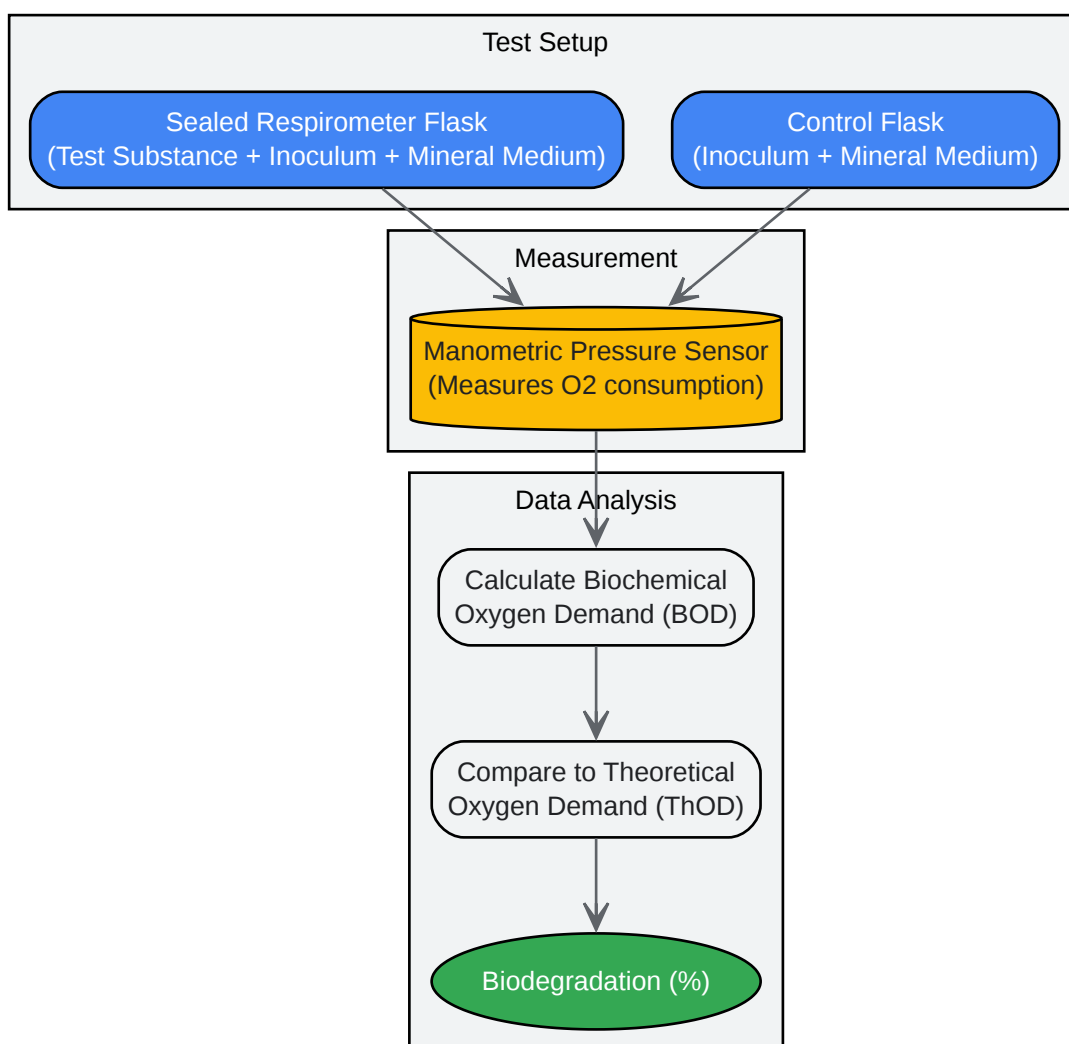 Test Setup
Sealed Respirometer Flask
(Test Substance + Inoculum + Mineral Medium)
Control Flask
(Inoculum + Mineral Medium)
Measurement
Manometric Pressure Sensor
(Measures O2 consumption)
Data Analysis
Calculate Biochemical
Oxygen Demand (BOD)
Compare to Theoretical
Oxygen Demand (ThOD)
Biodegradation (%)